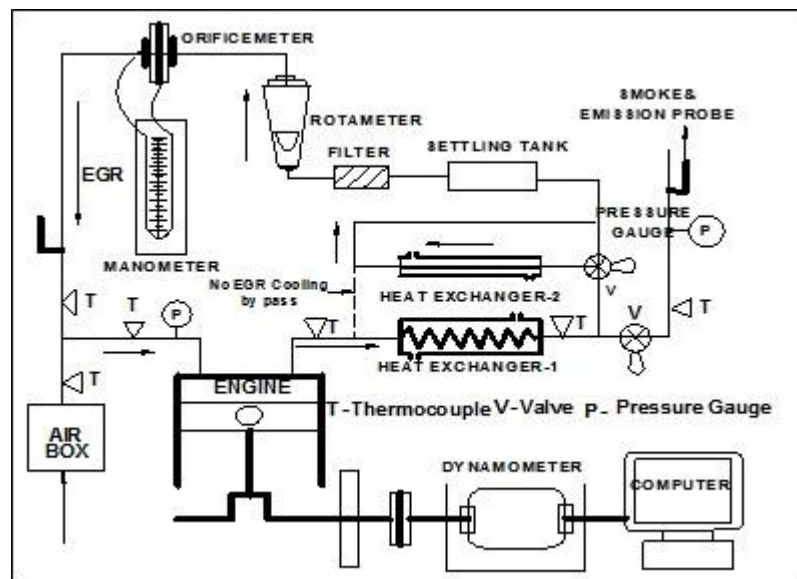 ORIFICEMETER
SMOKE&
EMISSION PROBE
ROTAMETER
FILTER
SETTLING TANK
EGR
PRESSURE
GAUGE
P
MANOMETER
No EGR Cooling
by pass
HEAT EXCHANGER-2
V
T
T
P
T
T
V
T
HEAT EXCHANGER-1
T
ENGINE
T-Thermocouple V-Valve p- Pressure Gauge
AIR
BOX
DYNAMOMETER
COMPUTER